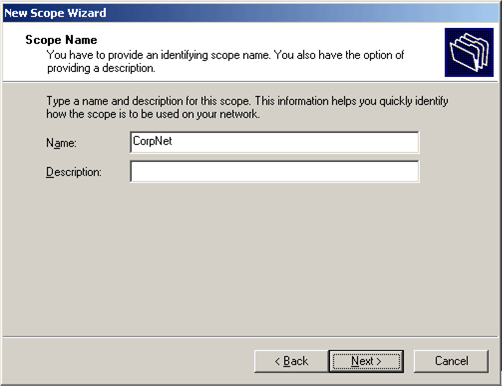 New Scope Wizard
Scope Name
You have to provide an identifying scope name. You also have the option of
providing a description.
Type a name and description for this scope. This information helps you quickly identify
how the scope is to be used on your network.
Name: CorpNet
Description:
< Back Next > Cancel